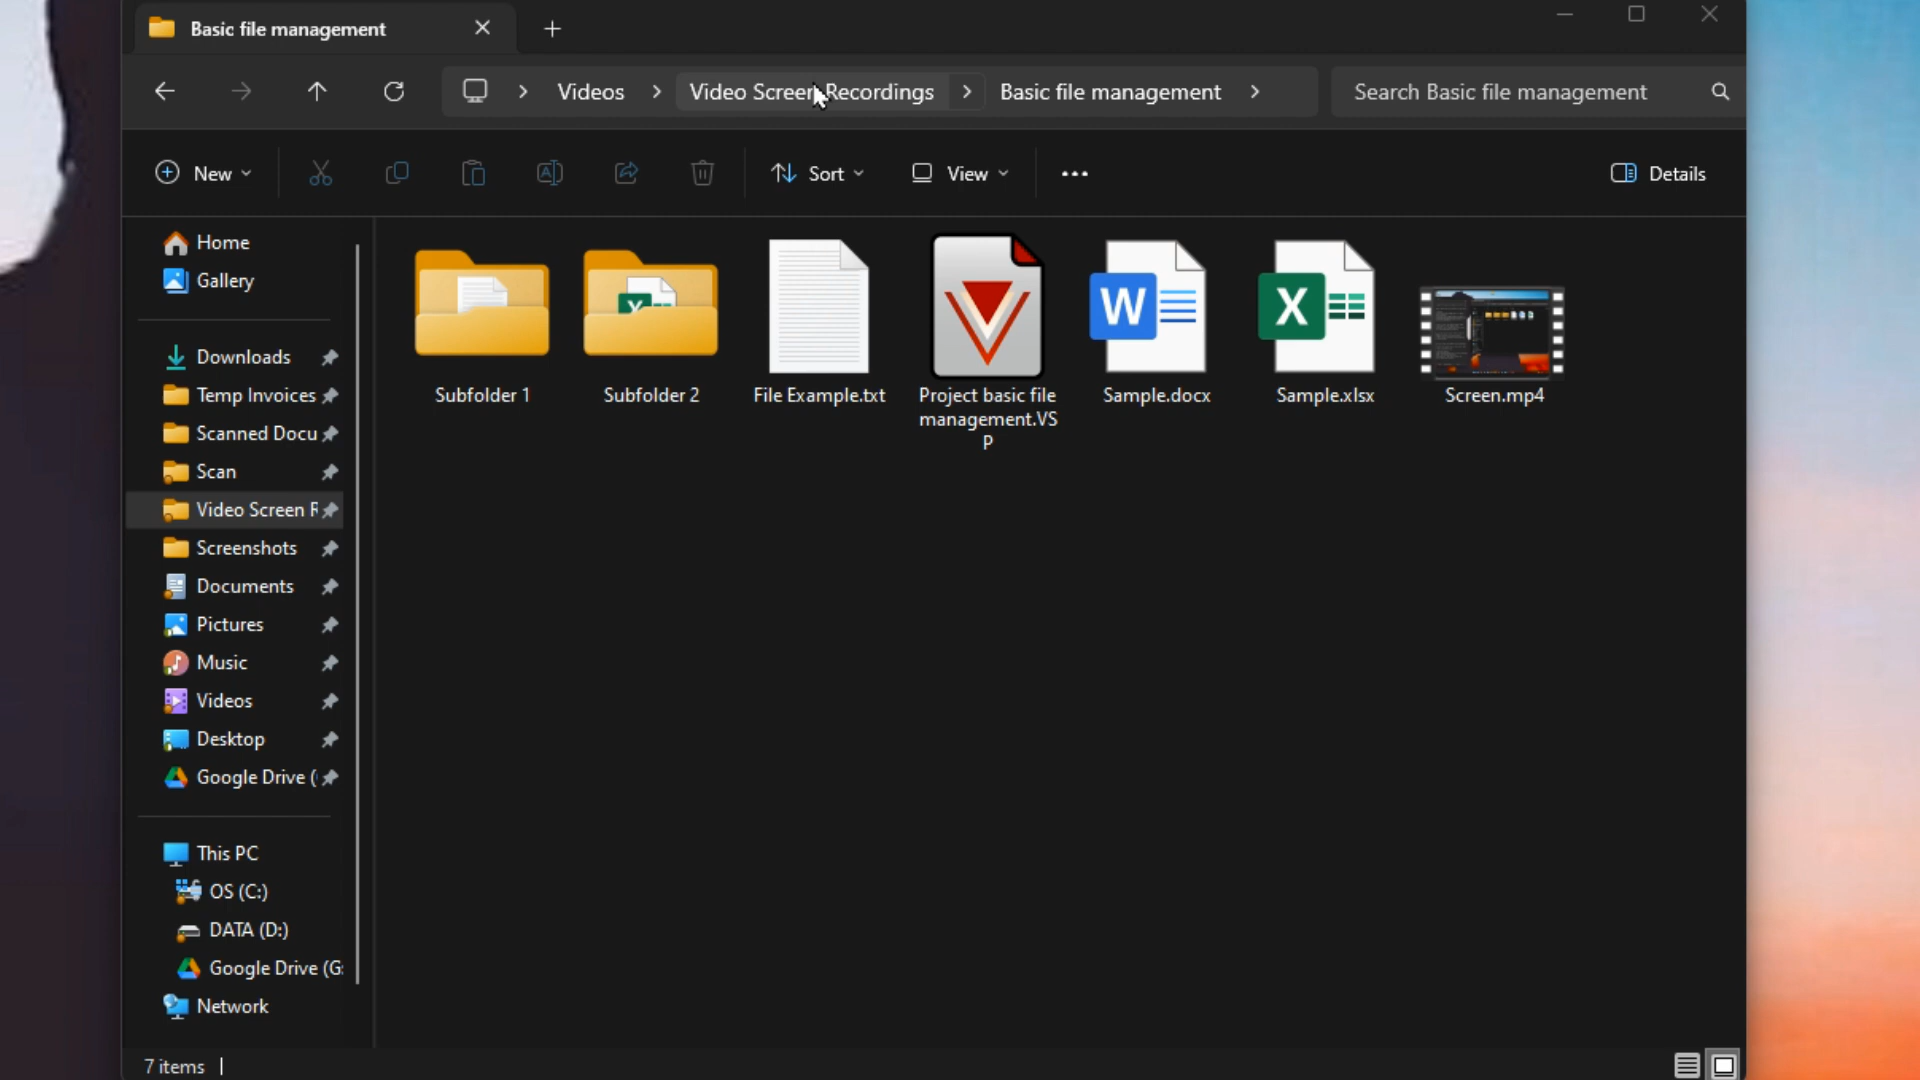 Basic file management
Videos > Video Screen Recordings > Basic file management >
Search Basic file management
New
Sort
View
Details
Home
Gallery
Downloads
Temp Invoices
Scanned Docu
Scan
Video Screen R
Screenshots
Documents
Pictures
Music
Videos
Desktop
Google Drive (
This PC
OS (C:)
DATA (D:)
Google Drive (G:
Network
Subfolder 1
Subfolder 2
File Example.txt
Project basic file
management.VS
P
W
Sample.docx
X
Sample.xlsx
Screen.mp4
7 items